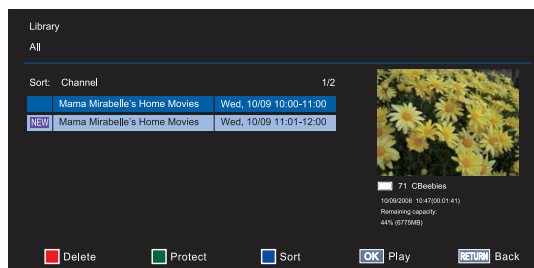 Library
All
Sort: Channel 1/2
Mama Mirabelle's Home Movies Wed, 10/09 10:00-11:00
NEW Mama Mirabelle's Home Movies Wed, 10/09 11:01-12:00
71 CBeebies
10/09/2008 10:47(00:01:41)
Remaining capacity:
44% (6775MB)
Delete Protect Sort OK Play RETURN Back